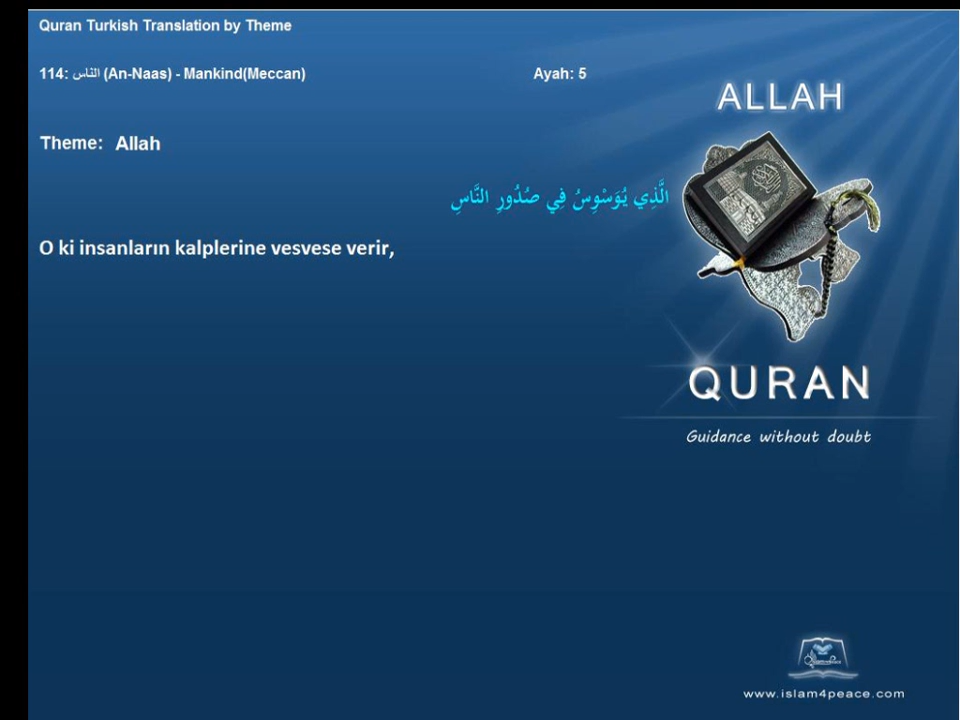 Quran Turkish Translation by Theme
114: الناس (An-Naas) - Mankind(Meccan) Ayah: 5
ALLAH
Theme: Allah
الَّذِي يُوَسْوِسُ فِي صُدُورِ النَّاسِ
O ki insanların kalplerine vesvese verir,
QURAN
Guidance without doubt
www.islam4peace.com